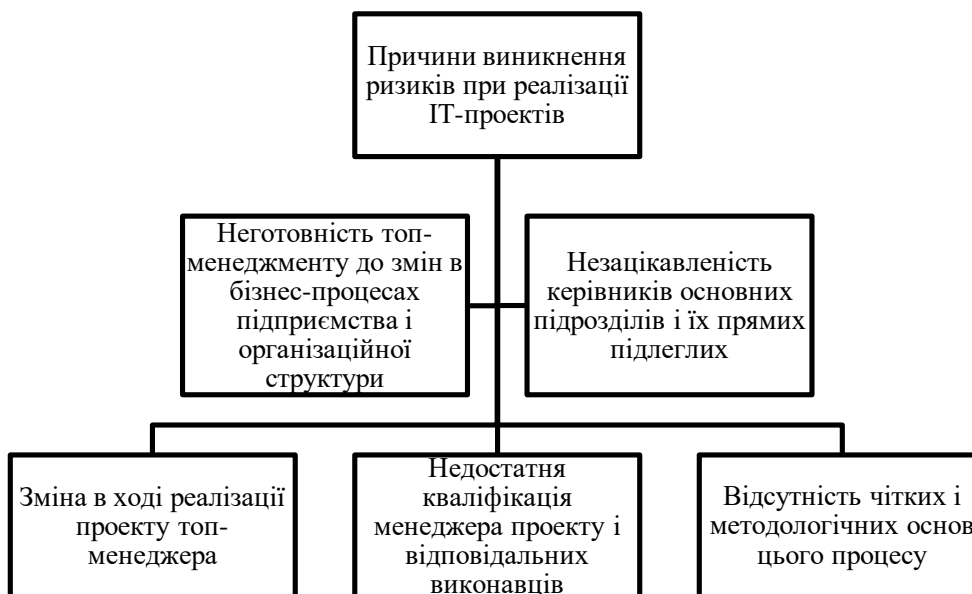 Причини виникнення
ризиків при реалізації
ІТ-проектів
Неготовність топ-
менеджменту до змін в
бізнес-процесах
підприємства і
організаційної
структури
Незацікавленість
керівників основних
підрозділів і їх прямих
підлеглих
Зміна в ході реалізації
проекту топ-
менеджера
Недостатня
кваліфікація
менеджера проекту і
відповідальних
виконавців
Відсутність чітких і
методологічних основ
цього процесу